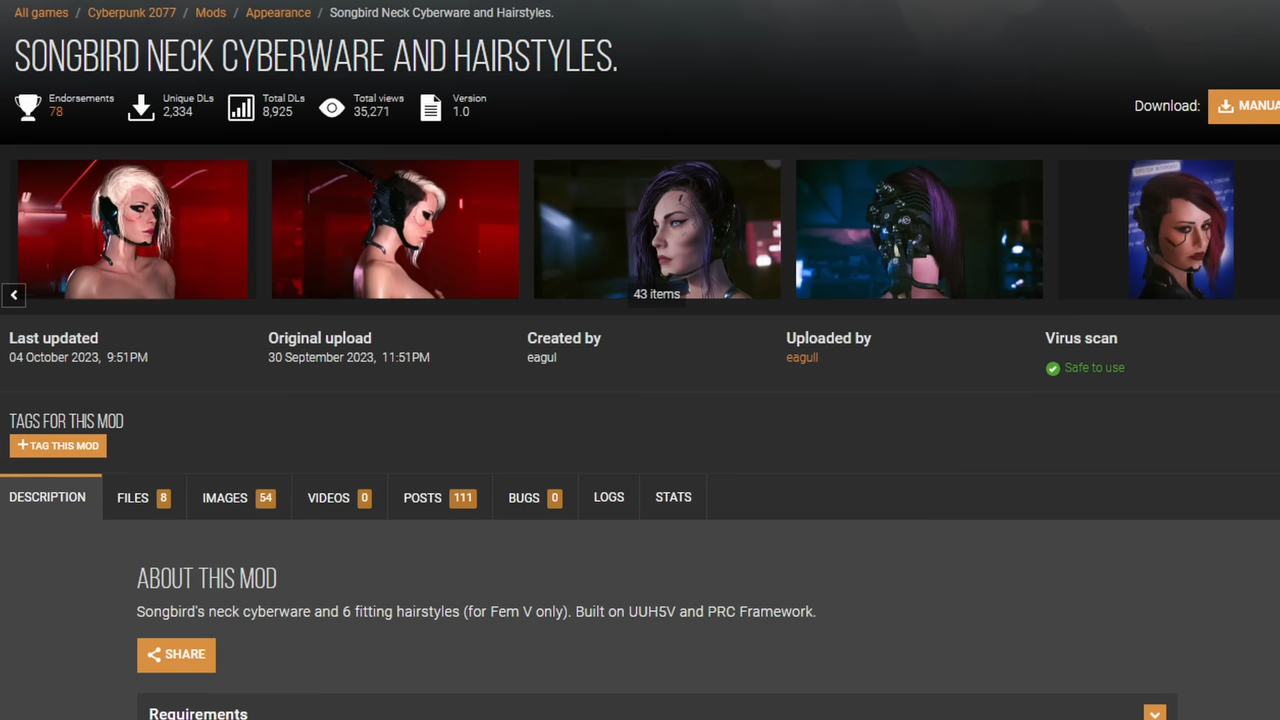 All games / Cyberpunk 2077 / Mods / Appearance / Songbird Neck Cyberware and Hairstyles.
SONGBIRD NECK CYBERWARE AND HAIRSTYLES.
Endorsements Unique DLs Total DLs Total views Version
78 2,334 8,925 35,271 1.0
Download: MANUA
43 items
Last updated Original upload Created by Uploaded by Virus scan
04 October 2023, 9:51PM 30 September 2023, 11:51PM eagul eagull Safe to use
TAGS FOR THIS MOD
+ TAG THIS MOD
DESCRIPTION FILES 8 IMAGES 54 VIDEOS 0 POSTS 111 BUGS 0 LOGS STATS
ABOUT THIS MOD
Songbird's neck cyberware and 6 fitting hairstyles (for Fem V only). Built on UUH5V and PRC Framework.
SHARE
Requirements